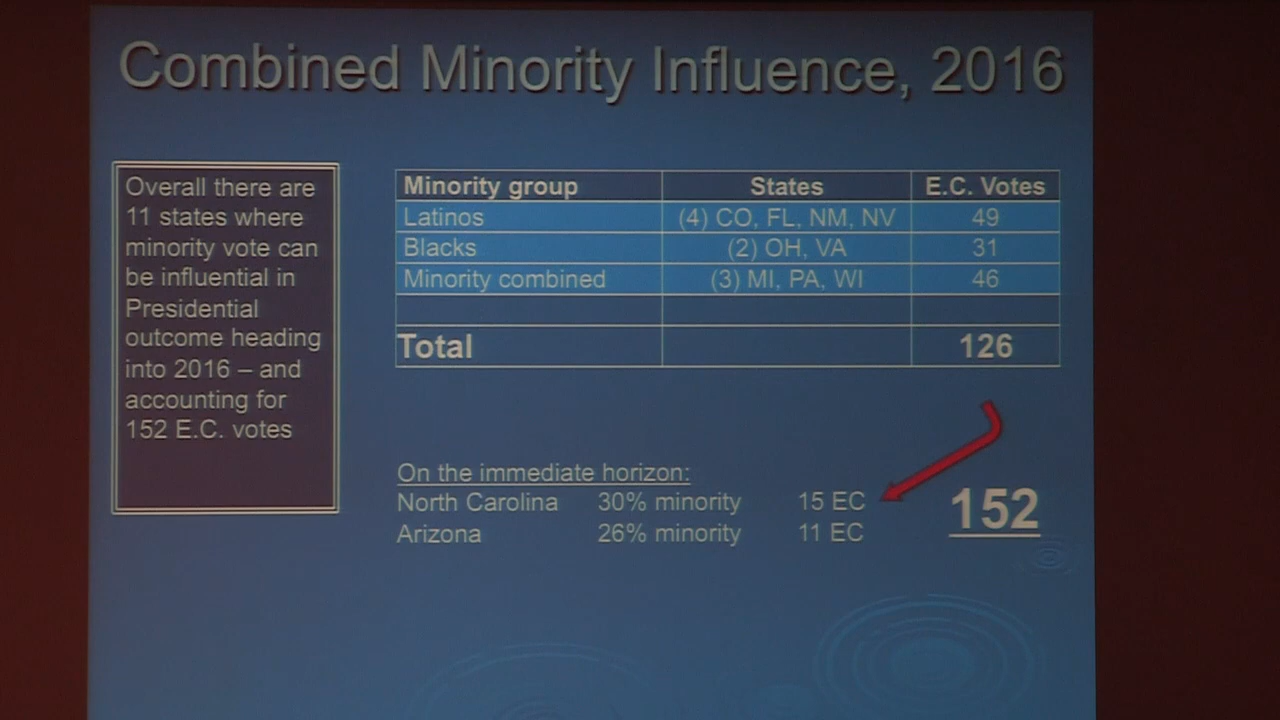 Combined Minority Influence, 2016
Overall there are
11 states where
minority vote can
be influential in
Presidential
outcome heading
into 2016 – and
accounting for
152 E.C. votes
Minority group States E.C. Votes
Latinos (4) CO, FL, NM, NV 49
Blacks (2) OH, VA 31
Minority combined (3) MI, PA, WI 46
Total 126
On the immediate horizon:
North Carolina 30% minority 15 EC
Arizona 26% minority 11 EC
152